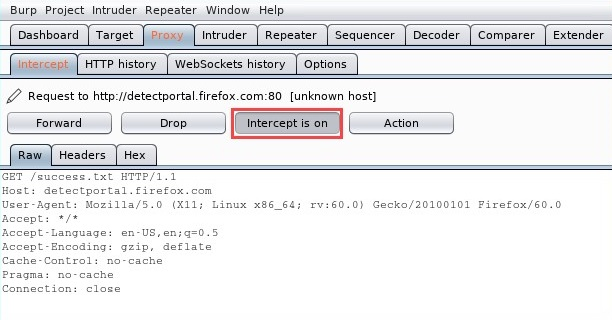 Burp Project Intruder Repeater Window Help
Dashboard Target Proxy Intruder Repeater Sequencer Decoder Comparer Extender
Intercept HTTP history WebSockets history Options
Request to http://detectportal.firefox.com:80 [unknown host]
Forward Drop Intercept is on Action
Raw Headers Hex
GET /success.txt HTTP/1.1
Host: detectportal.firefox.com
User-Agent: Mozilla/5.0 (X11; Linux x86_64; rv:60.0) Gecko/20100101 Firefox/60.0
Accept: */*
Accept-Language: en-US,en;q=0.5
Accept-Encoding: gzip, deflate
Cache-Control: no-cache
Pragma: no-cache
Connection: close